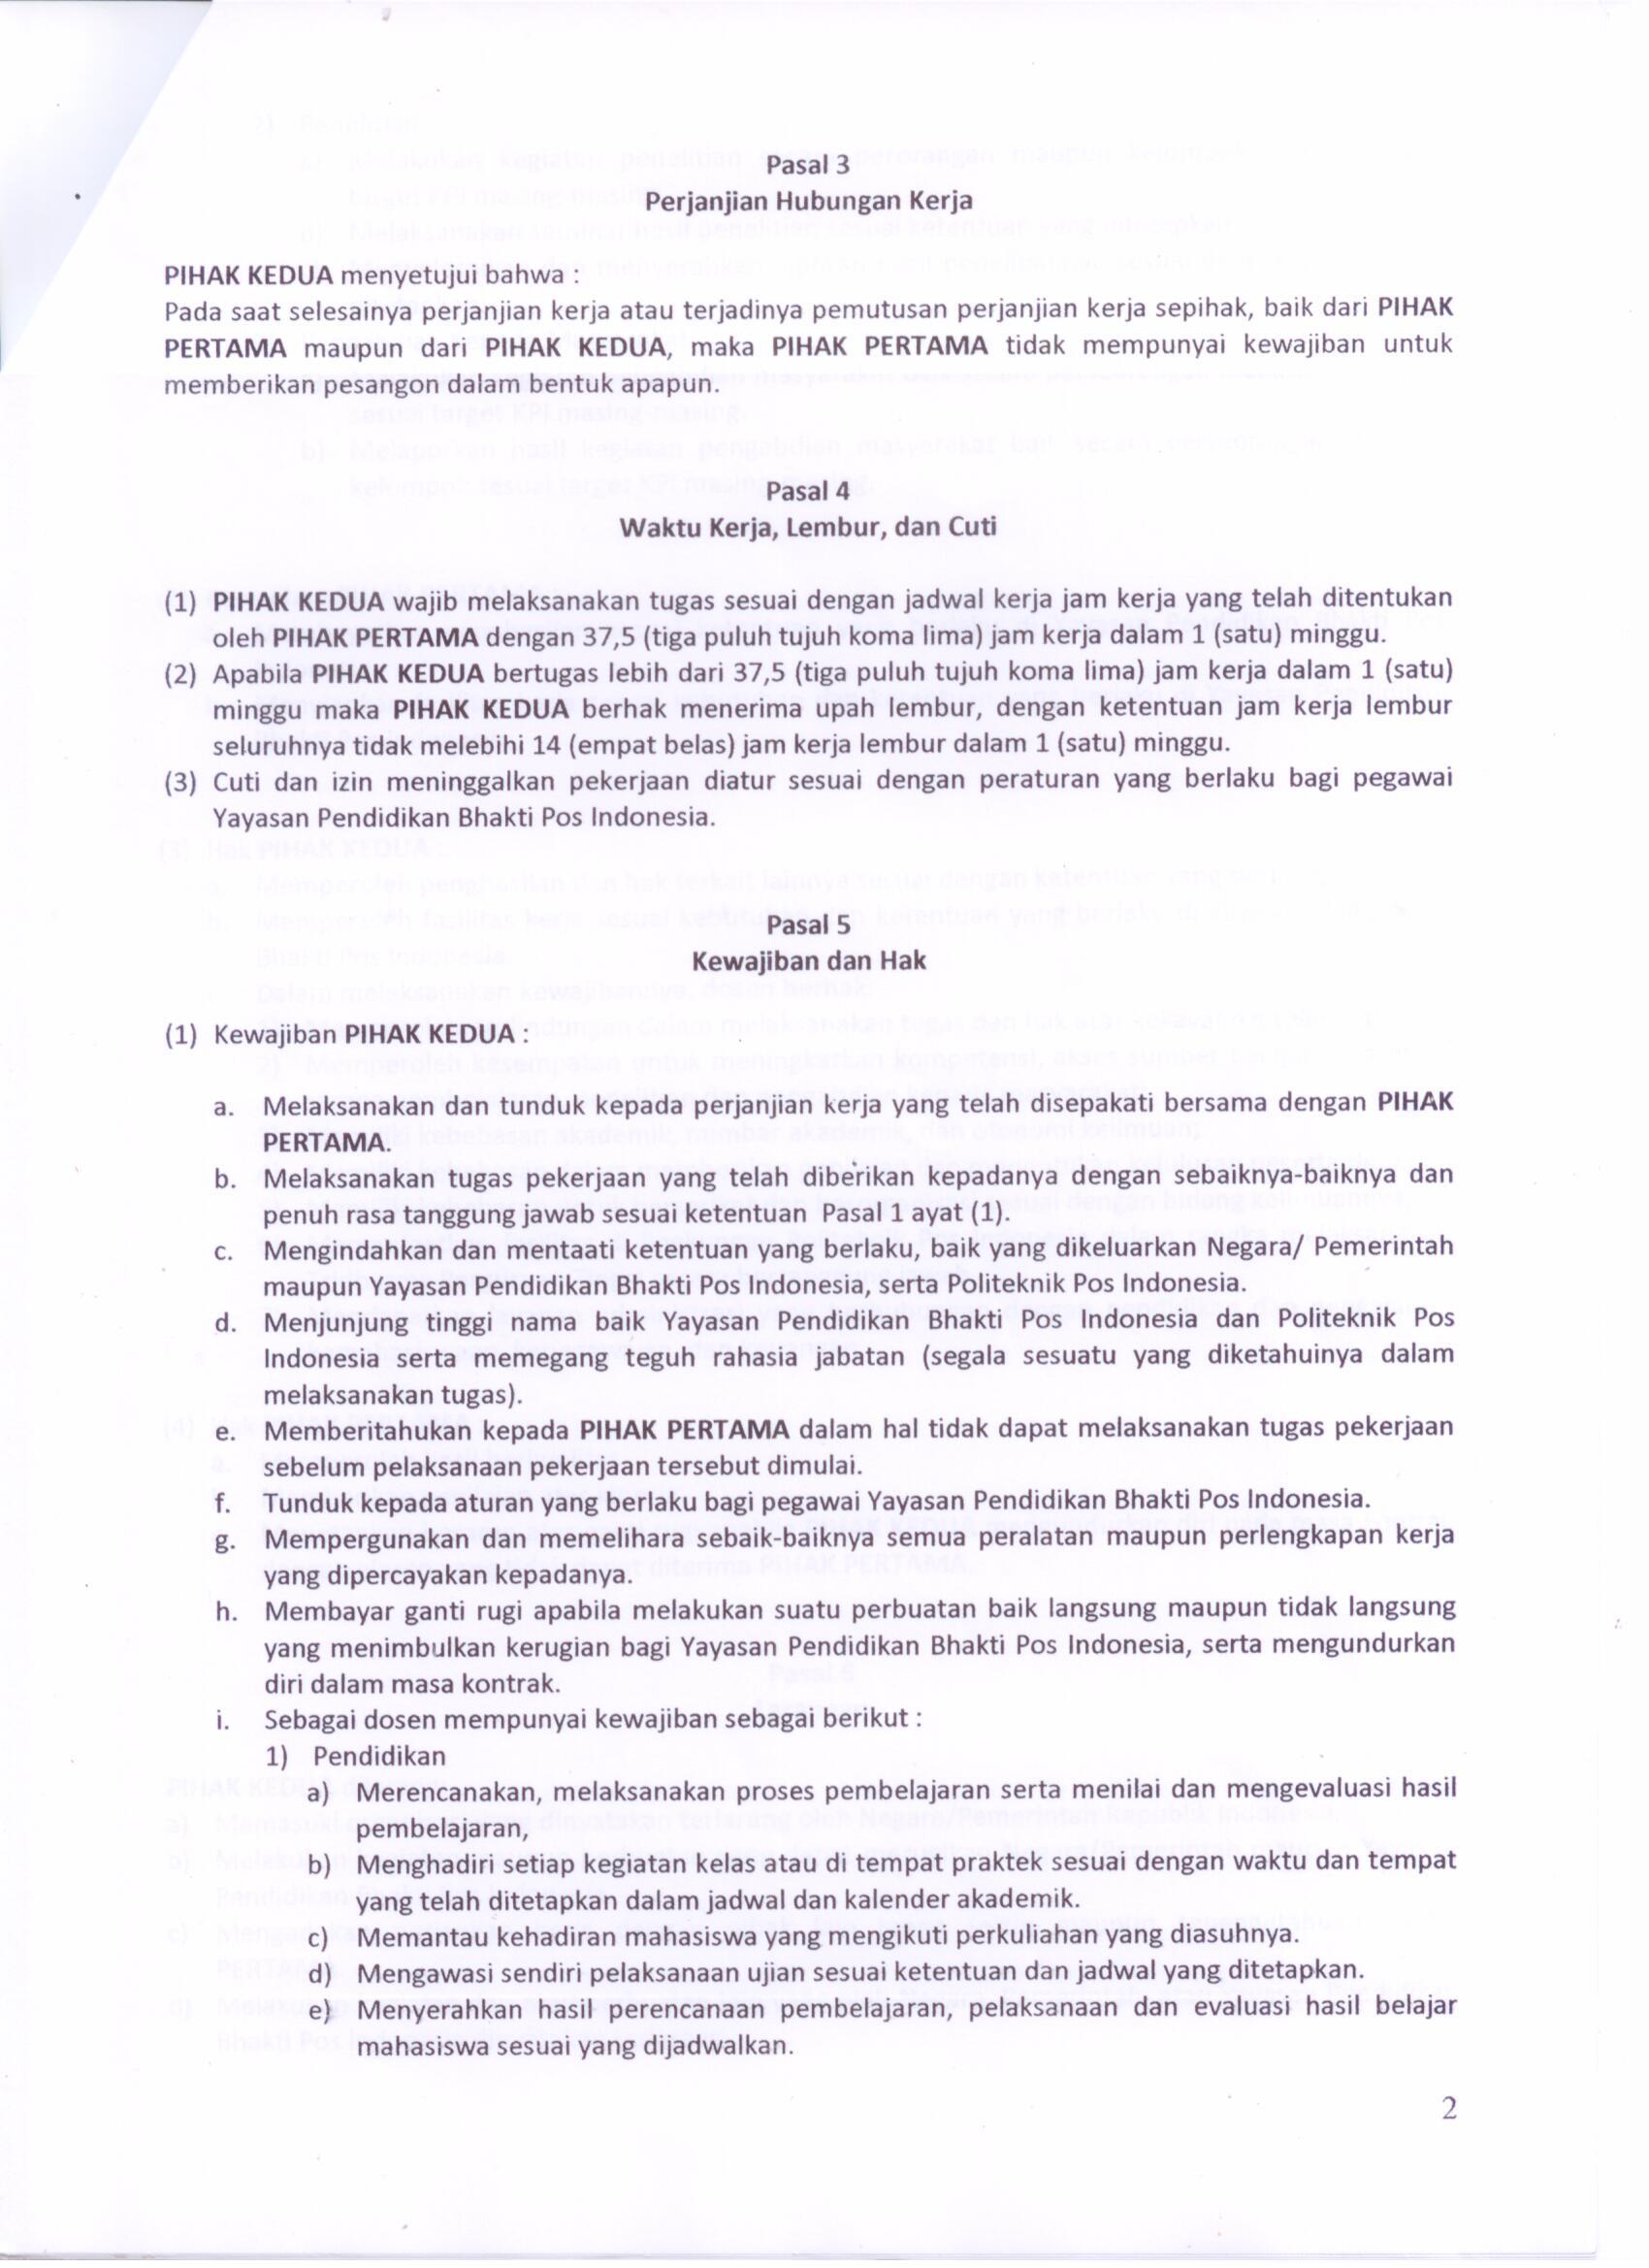 Pasal 3
Perjanjian Hubungan Kerja
PIHAK KEDUA menyetujui bahwa :
Pada saat selesainya perjanjian kerja atau terjadinya pemutusan perjanjian kerja sepihak, baik dari PIHAK
PERTAMA maupun dari PIHAK KEDUA, maka PIHAK PERTAMA tidak mempunyai kewajiban untuk
memberikan pesangon dalam bentuk apapun.
Pasal 4
Waktu Kerja, Lembur, dan Cuti
(1) PIHAK KEDUA wajib melaksanakan tugas sesuai dengan jadwal kerja jam kerja yang telah ditentukan
oleh PIHAK PERTAMA dengan 37,5 (tiga puluh tujuh koma lima) jam kerja dalam 1 (satu) minggu.
(2) Apabila PIHAK KEDUA bertugas lebih dari 37,5 (tiga puluh tujuh koma lima) jam kerja dalam 1 (satu)
minggu maka PIHAK KEDUA berhak menerima upah lembur, dengan ketentuan jam kerja lembur
seluruhnya tidak melebihi 14 (empat belas) jam kerja lembur dalam 1 (satu) minggu.
(3) Cuti dan izin meninggalkan pekerjaan diatur sesuai dengan peraturan yang berlaku bagi pegawai
Yayasan Pendidikan Bhakti Pos Indonesia.
Pasal 5
Kewajiban dan Hak
(1) Kewajiban PIHAK KEDUA :
a. Melaksanakan dan tunduk kepada perjanjian kerja yang telah disepakati bersama dengan PIHAK
PERTAMA.
b. Melaksanakan tugas pekerjaan yang telah diberikan kepadanya dengan sebaiknya-baiknya dan
penuh rasa tanggung jawab sesuai ketentuan Pasal 1 ayat (1).
c. Mengindahkan dan mentaati ketentuan yang berlaku, baik yang dikeluarkan Negara/ Pemerintah
maupun Yayasan Pendidikan Bhakti Pos Indonesia, serta Politeknik Pos Indonesia.
d. Menjunjung tinggi nama baik Yayasan Pendidikan Bhakti Pos Indonesia dan Politeknik Pos
Indonesia serta memegang teguh rahasia jabatan (segala sesuatu yang diketahuinya dalam
melaksanakan tugas).
e. Memberitahukan kepada PIHAK PERTAMA dalam hal tidak dapat melaksanakan tugas pekerjaan
sebelum pelaksanaan pekerjaan tersebut dimulai.
f. Tunduk kepada aturan yang berlaku bagi pegawai Yayasan Pendidikan Bhakti Pos Indonesia.
g. Mempergunakan dan memelihara sebaik-baiknya semua peralatan maupun perlengkapan kerja
yang dipercayakan kepadanya.
h. Membayar ganti rugi apabila melakukan suatu perbuatan baik langsung maupun tidak langsung
yang menimbulkan kerugian bagi Yayasan Pendidikan Bhakti Pos Indonesia, serta mengundurkan
diri dalam masa kontrak.
i. Sebagai dosen mempunyai kewajiban sebagai berikut :
1) Pendidikan
a) Merencanakan, melaksanakan proses pembelajaran serta menilai dan mengevaluasi hasil
pembelajaran,
b) Menghadir setiap kegiatan kelas atau di tempat praktek sesuai dengan waktu dan tempat
yang telah ditetapkan dalam jadwal dan kalender akademik.
c) Memantau kehadiran mahasiswa yang mengikuti perkuliahan yang diasuhnya.
d) Mengawasi sendiri pelaksanaan ujian sesuai ketentuan dan jadwal yang ditetapkan.
e) Menyerahkan hasil perencanaan pembelajaran, pelaksanaan dan evaluasi hasil belajar
mahasiswa sesuai yang dijadwalkan.
2